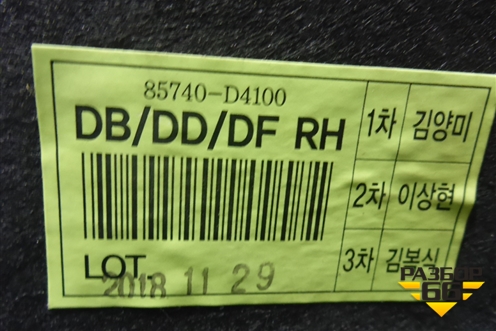 85740-D4100
DB/DD/DF RH
LOT.
2018 11 29
1차 김양미
2차 이상현
3차 김복식
РАЗБОР
66